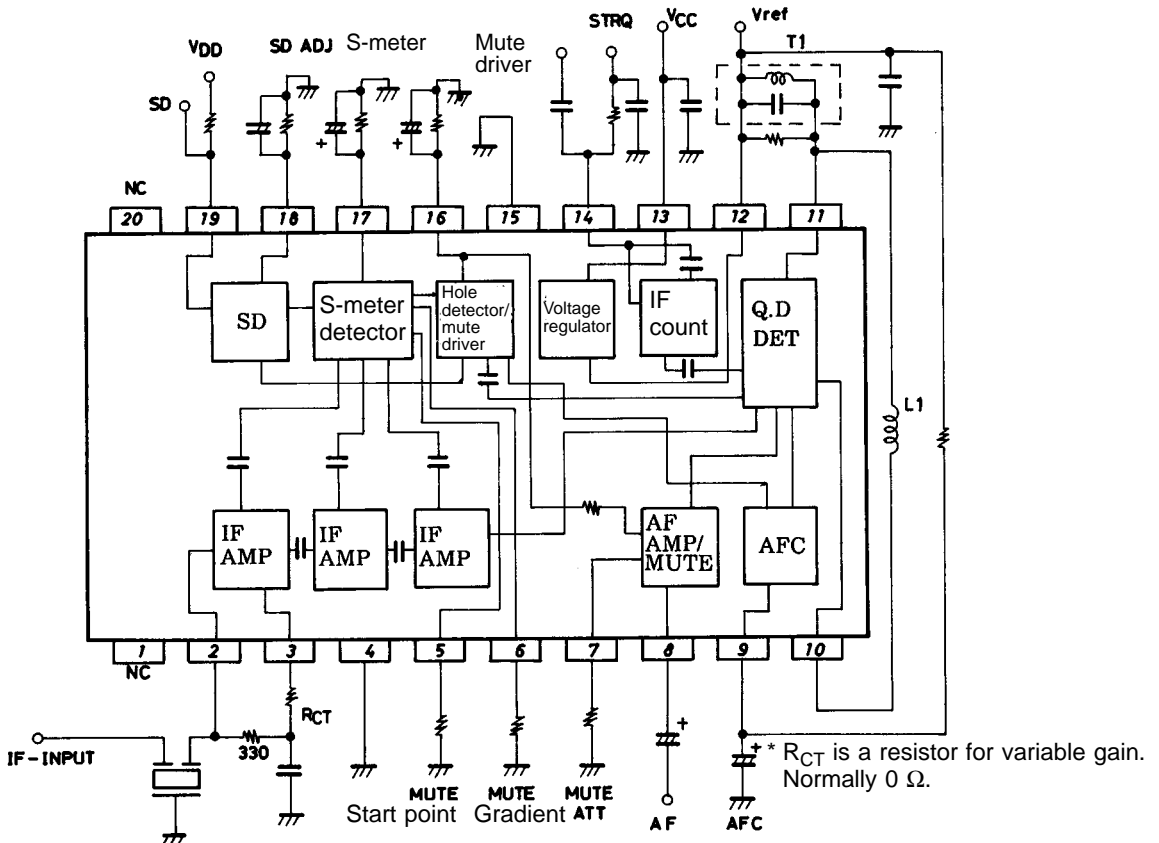 STRQ VCC Vref
VDD SD ADJ S-meter Mute driver T1
SD
NC
20 19 18 17 16 15 14 13 12 11
SD
S-meter detector
Hole detector/ mute driver
Voltage regulator
IF count
Q.D DET
L1
IF AMP
IF AMP
IF AMP
AF AMP/ MUTE
AFC
1 2 3 4 5 6 7 8 9 10
NC
RCT
330
IF-INPUT
MUTE Start point
MUTE Gradient
MUTE ATT
AF
AFC
+ + + +
* RCT is a resistor for variable gain.
Normally 0 Ω.